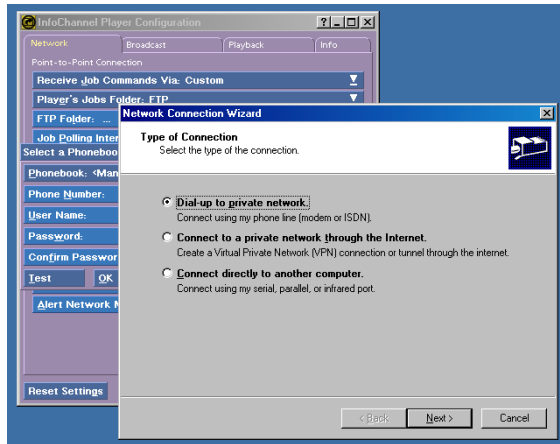 InfoChannel Player Configuration
Network Broadcast Playback Info
Point-to-Point Connection
Receive Job Commands Via: Custom
Player's Jobs Folder: FTP
FTP Folder: ...
Job Polling Inter
Select a Phoneboo
Phonebook: <Man
Phone Number:
User Name:
Password:
Confirm Passwor
Test OK
Alert Network M
Reset Settings
Network Connection Wizard
Type of Connection
Select the type of the connection.
Dial-up to private network.
Connect using my phone line (modem or ISDN).
Connect to a private network through the Internet.
Create a Virtual Private Network (VPN) connection or tunnel through the internet.
Connect directly to another computer.
Connect using my serial, parallel, or infrared port.
< Back Next > Cancel